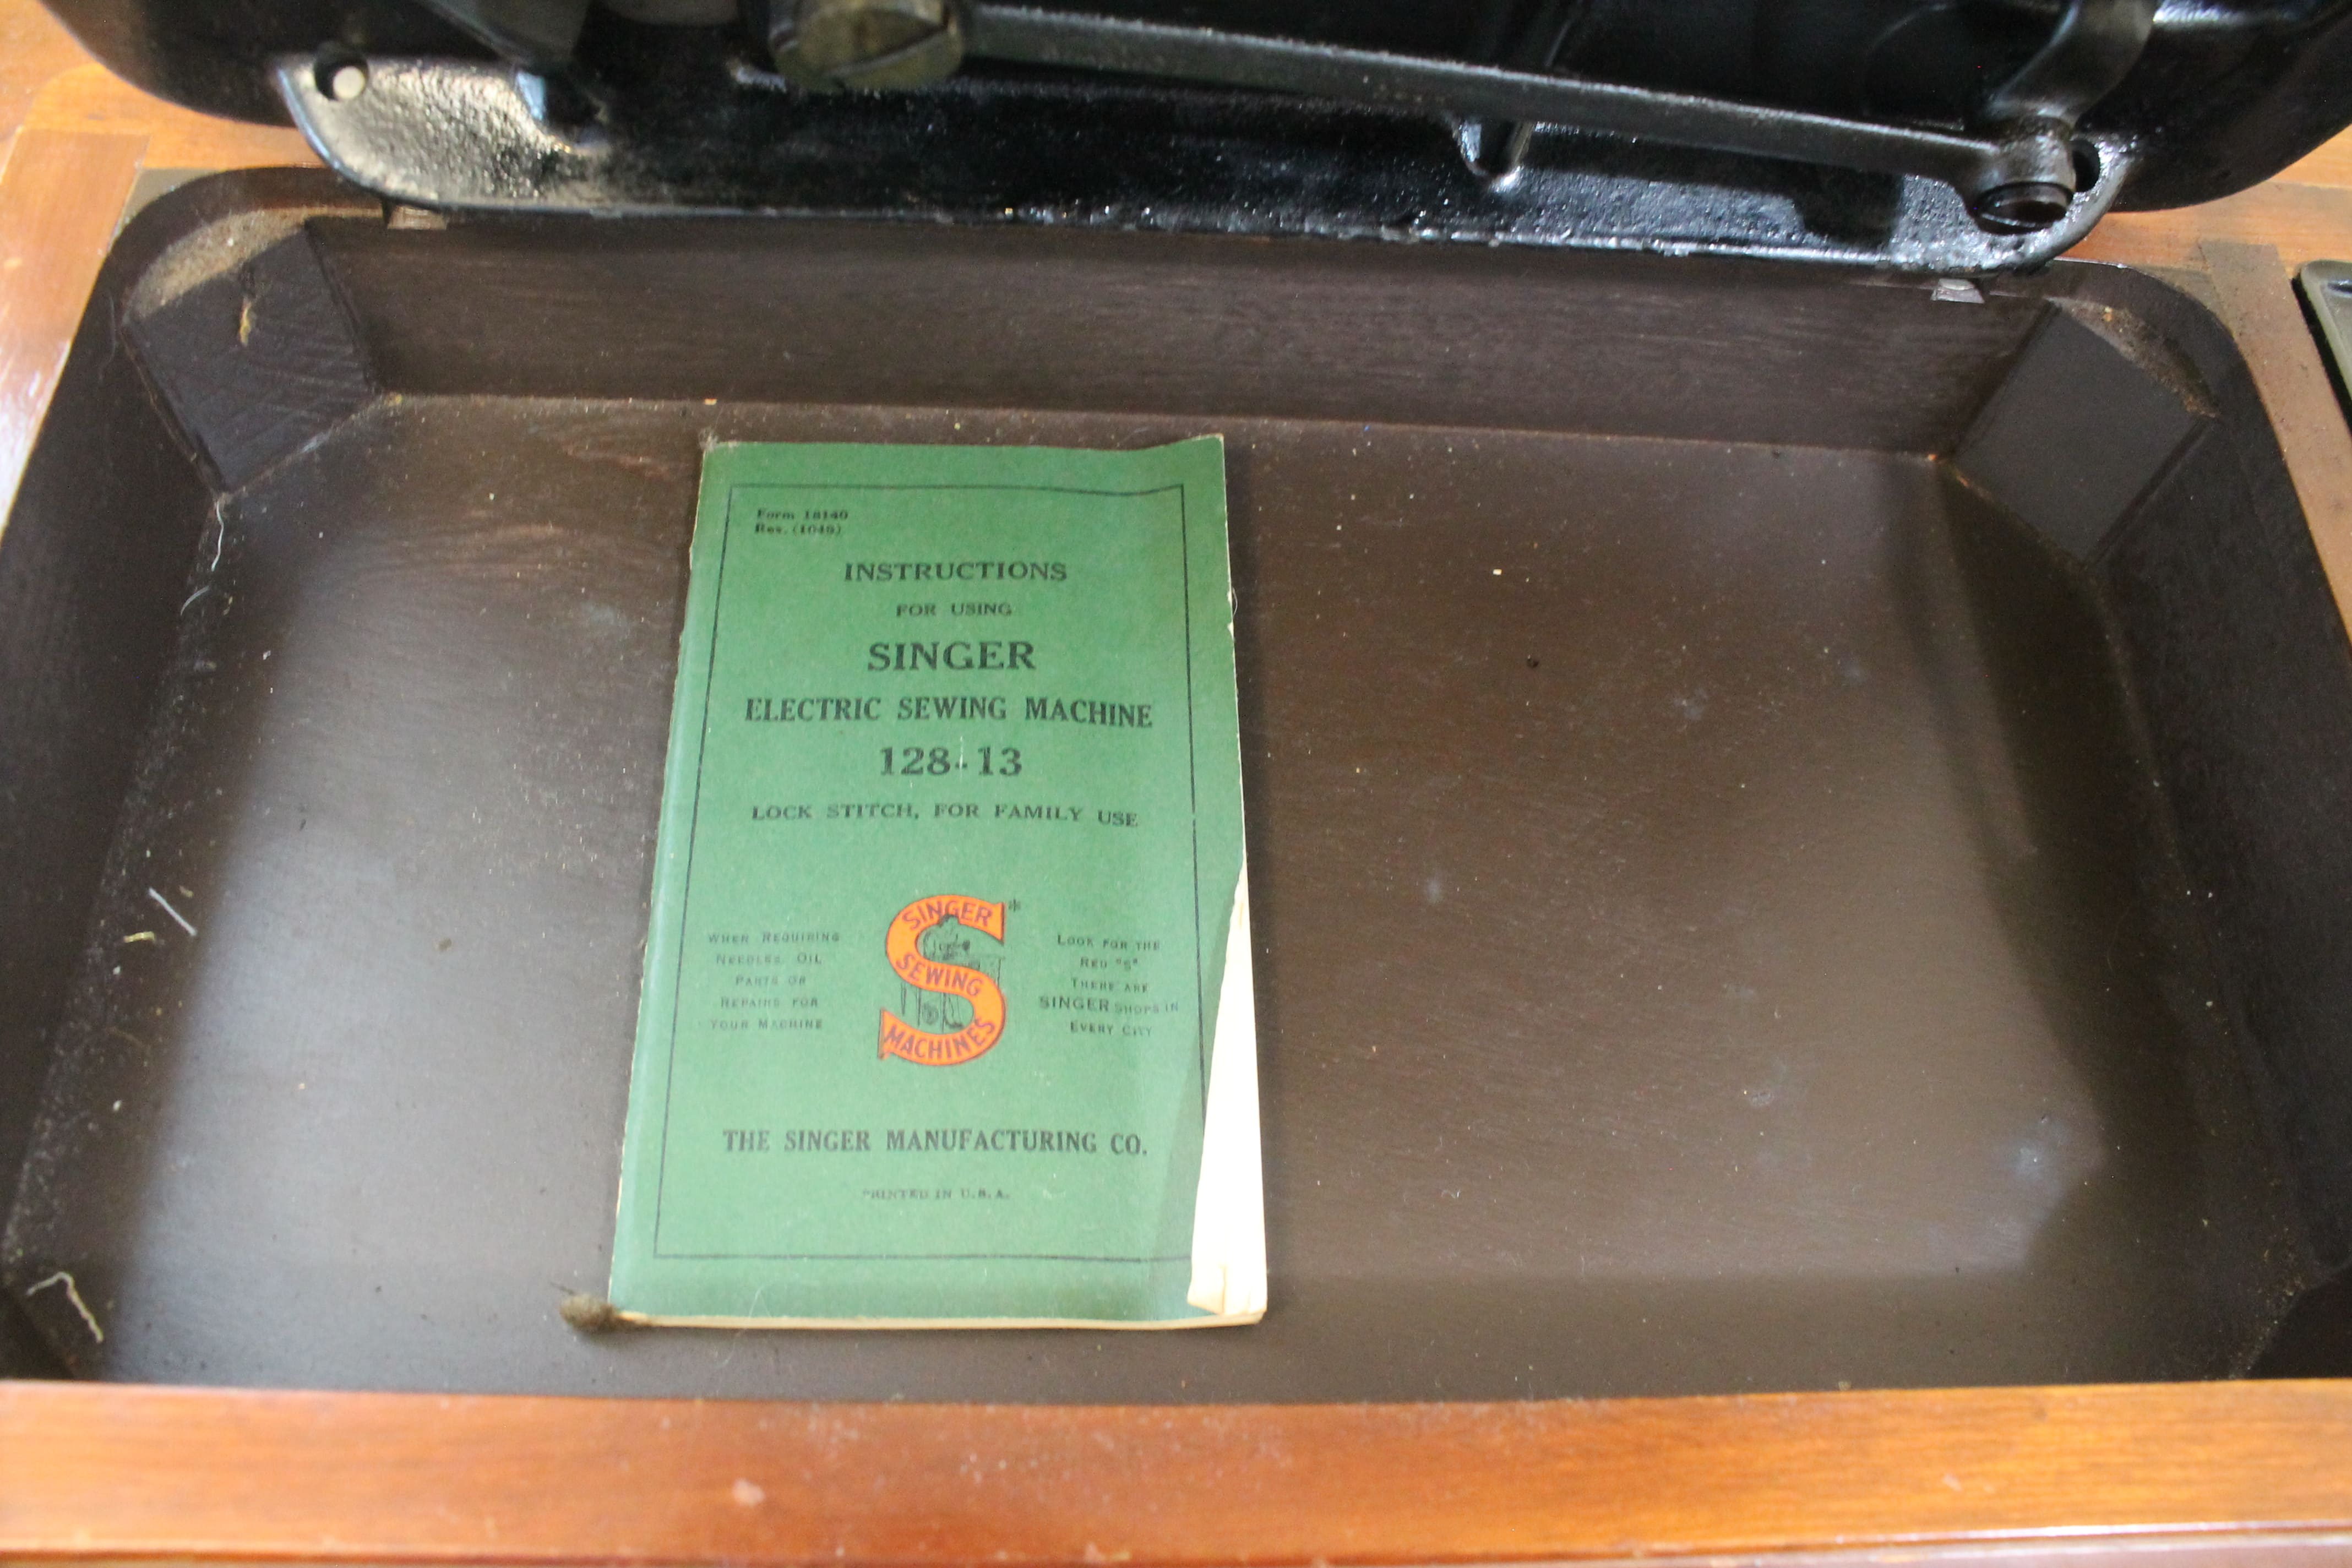 Form 18140
Rev. (1045)
INSTRUCTIONS
FOR USING
SINGER
ELECTRIC SEWING MACHINE
128-13
LOCK STITCH, FOR FAMILY USE
SINGER *
SEWING
MACHINES
WHEN REQUIRING
NEEDLES, OIL,
PARTS OR
REPAIRS FOR
YOUR MACHINE
LOOK FOR THE
RED "S"
THERE ARE
SINGER SHOPS IN
EVERY CITY
THE SINGER MANUFACTURING CO.
PRINTED IN U.S.A.